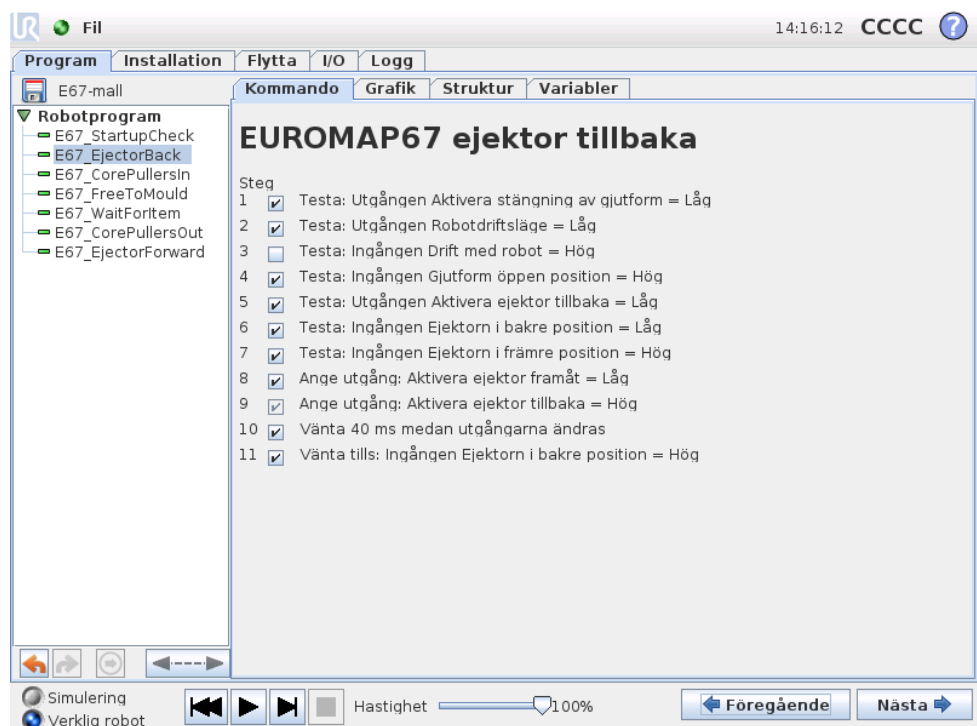 UR Fil 14:16:12 CCCC ?
Program Installation Flytta I/O Logg
E67-mall
Robotprogram
E67_StartupCheck
E67_EjectorBack
E67_CorePullersIn
E67_FreeToMould
E67_WaitForItem
E67_CorePullersOut
E67_EjectorForward
Kommando Grafik Struktur Variabler
EUROMAP67 ejektor tillbaka
Steg
1 Testa: Utgången Aktivera stängning av gjutform = Låg
2 Testa: Utgången Robotdriftsläge = Låg
3 Testa: Ingången Drift med robot = Hög
4 Testa: Ingången Gjutform öppen position = Hög
5 Testa: Utgången Aktivera ejektor tillbaka = Låg
6 Testa: Ingången Ejektorn i bakre position = Låg
7 Testa: Ingången Ejektorn i främre position = Hög
8 Ange utgång: Aktivera ejektor framåt = Låg
9 Ange utgång: Aktivera ejektor tillbaka = Hög
10 Vänta 40 ms medan utgångarna ändras
11 Vänta tills: Ingången Ejektorn i bakre position = Hög
Simulering
Verklig robot
Hastighet 100%
Föregående Nästa